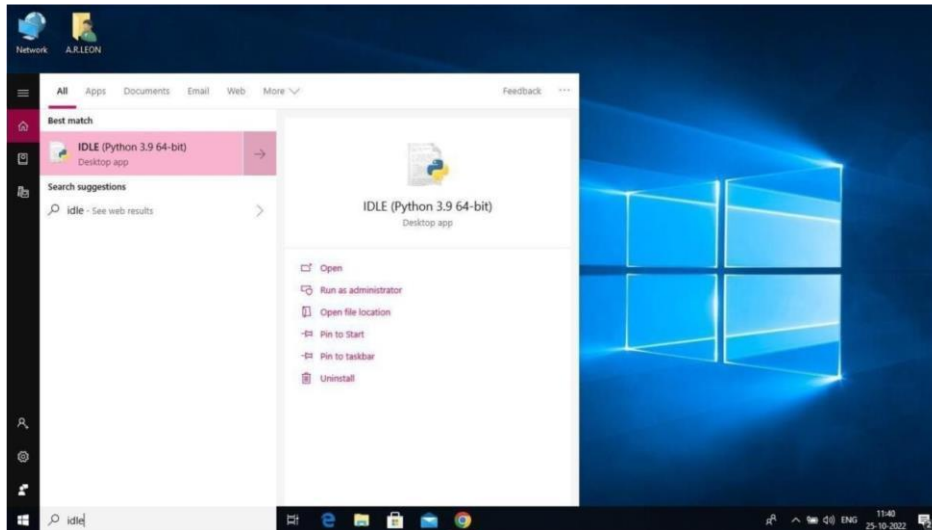 Network
A.R.LEON
All Apps Documents Email Web More
Feedback ...
Best match
IDLE (Python 3.9 64-bit)
Desktop app
Search suggestions
idle - See web results
IDLE (Python 3.9 64-bit)
Desktop app
Open
Run as administrator
Open file location
Pin to Start
Pin to taskbar
Uninstall
idle
ENG
11:40
25-10-2022